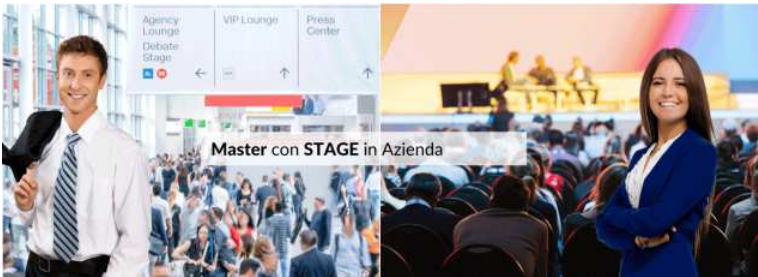 Agency
Lounge
Debate
Stage
VIP Lounge
Press
Center
Master con STAGE in Azienda